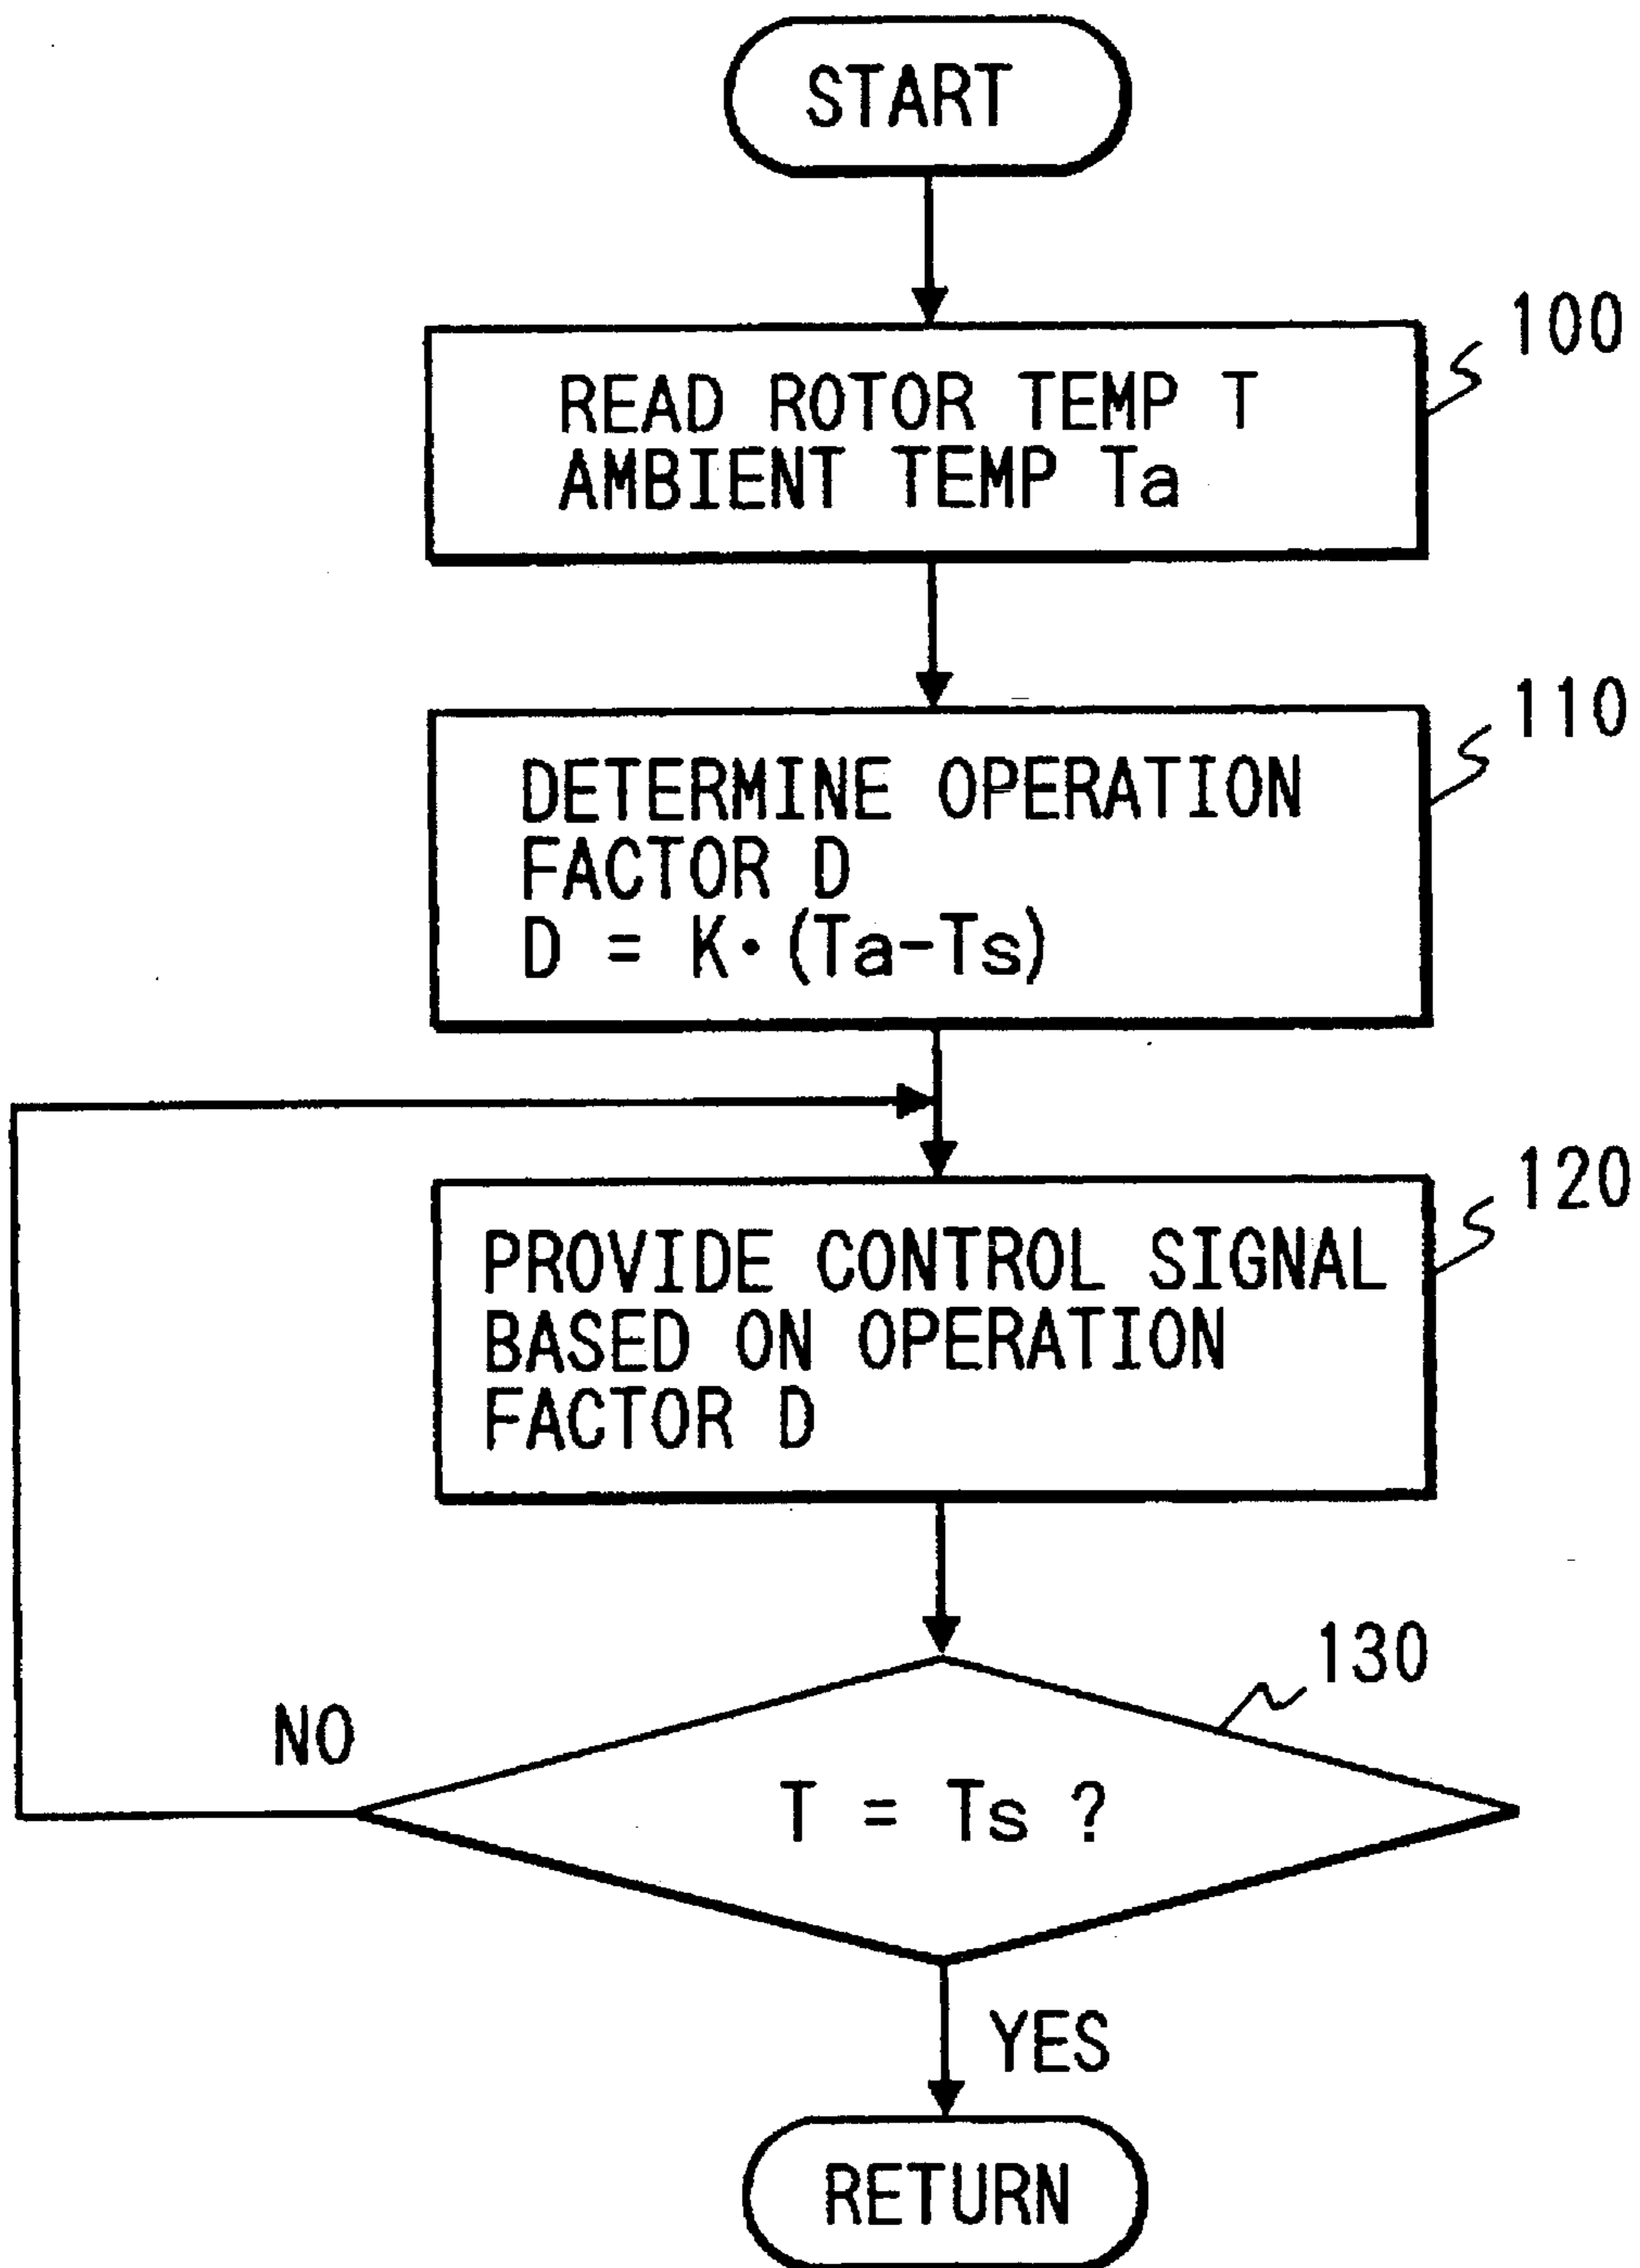 START
100
READ ROTOR TEMP T
AMBIENT TEMP Ta
110
DETERMINE OPERATION
FACTOR D
D = K·(Ta-Ts)
120
PROVIDE CONTROL SIGNAL
BASED ON OPERATION
FACTOR D
130
NO
T = Ts ?
YES
RETURN